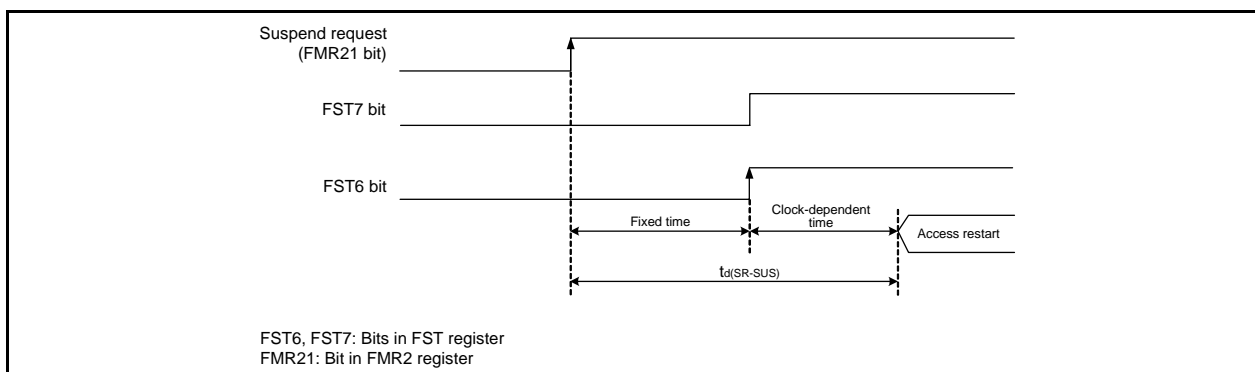 Suspend request
(FMR21 bit)
FST7 bit
FST6 bit
Fixed time
Clock-dependent
time
Access restart
td(SR-SUS)
FST6, FST7: Bits in FST register
FMR21: Bit in FMR2 register